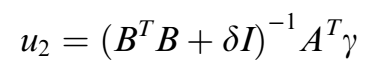 u₂ = (BᵀB + δI)⁻¹ Aᵀγ